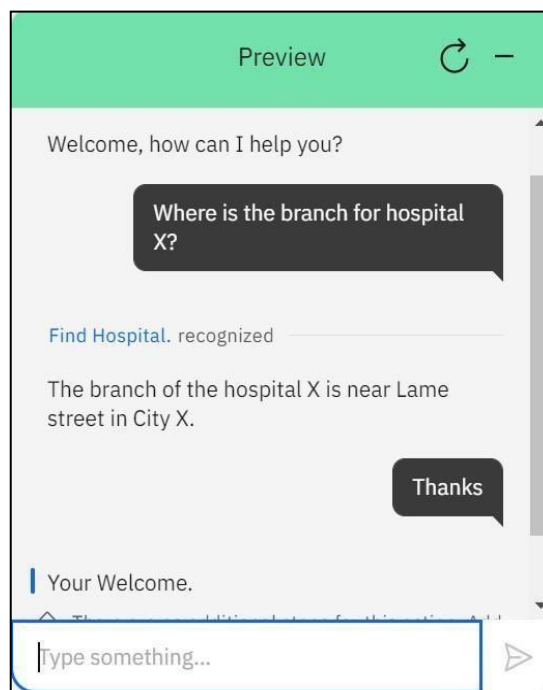 Preview
Welcome, how can I help you?
Where is the branch for hospital
X?
Find Hospital. recognized
The branch of the hospital X is near Lame
street in City X.
Thanks
Your Welcome.
Type something...